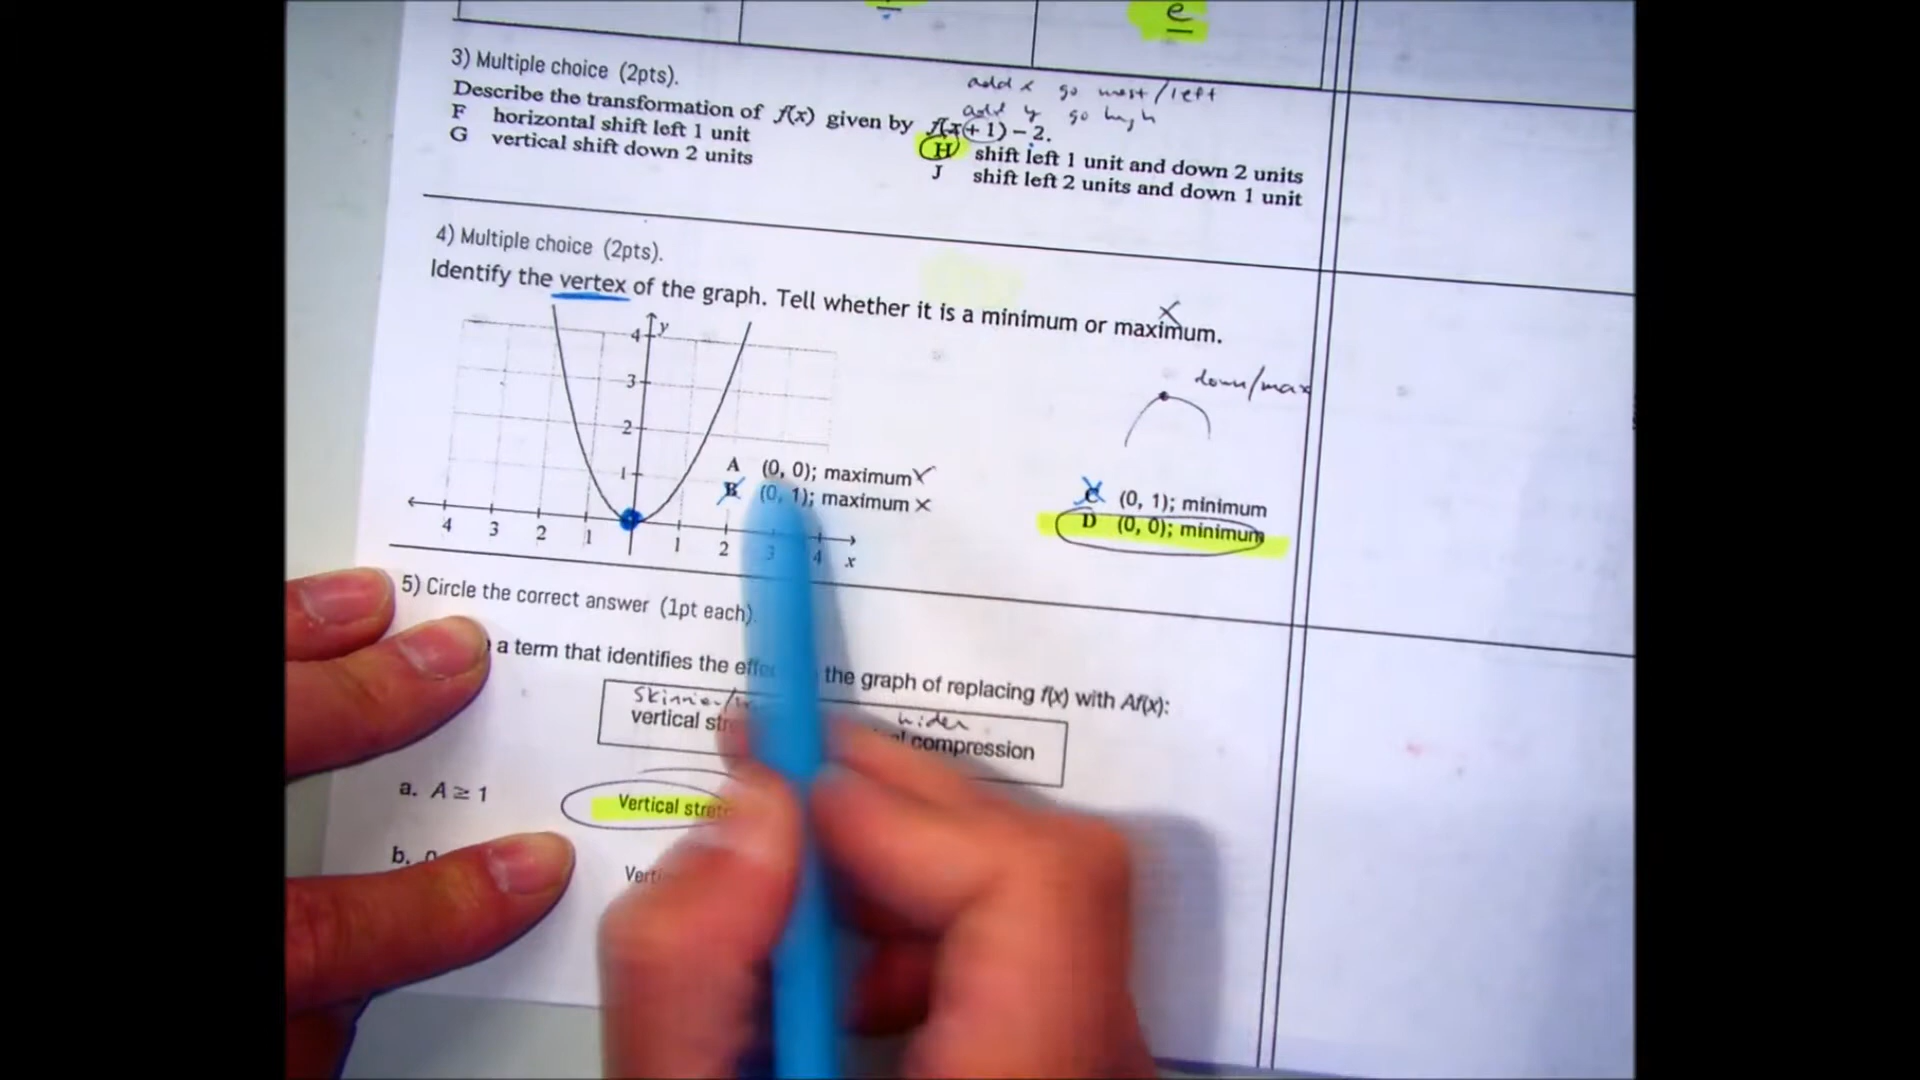 e
3) Multiple choice (2pts).
add x go west/left
add y go high
Describe the transformation of f(x) given by f(x + 1) − 2.
F horizontal shift left 1 unit
G vertical shift down 2 units
H shift left 1 unit and down 2 units
J shift left 2 units and down 1 unit
4) Multiple choice (2pts).
Identify the vertex of the graph. Tell whether it is a minimum or maximum.
y
4
3
2
1
4 3 2 1 1 2 3 4 x
down/max
A (0, 0); maximum
B (0, 1); maximum
C (0, 1); minimum
D (0, 0); minimum
5) Circle the correct answer (1pt each).
a term that identifies the the graph of replacing f(x) with Af(x):
wider
vertical compression
a. A ≥ 1
Vertical
b.